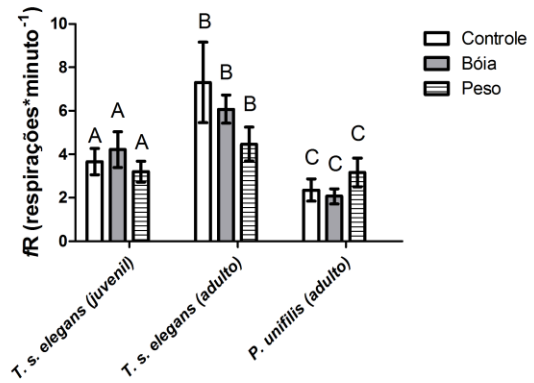 fR (respirações*minuto-1)
10
8
6
4
2
0
A
A
A
B
B
B
C
C
C
T. s. elegans (juvenil)
T. s. elegans (adulto)
P. unifilis (adulto)
Controle
Bóia
Peso